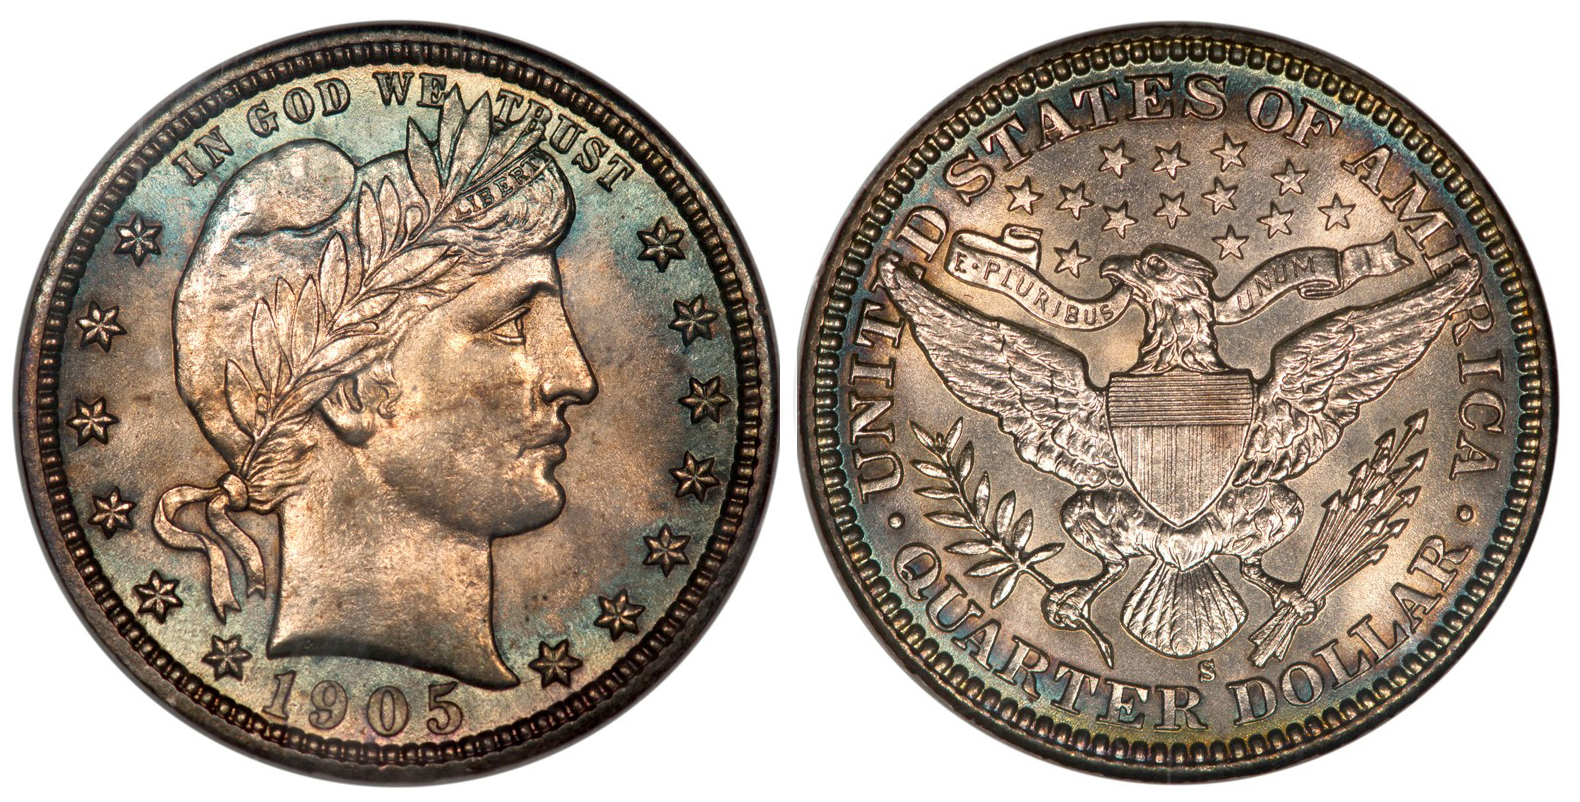 IN GOD WE TRUST
LIBERTY
1905
UNITED STATES OF AMERICA
E·PLURIBUS UNUM
S
· QUARTER DOLLAR ·